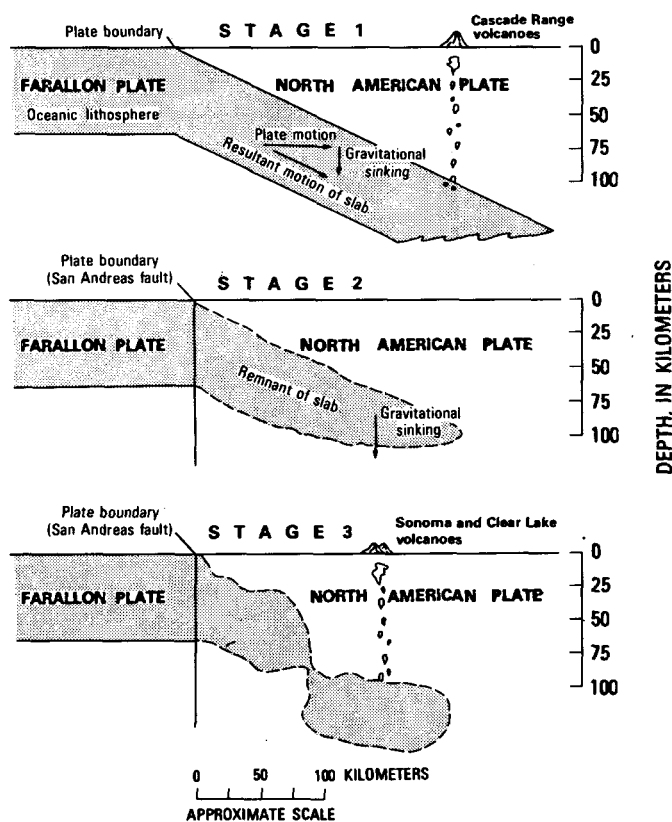 Plate boundary
STAGE 1
Cascade Range
volcanoes
FARALLON PLATE
NORTH AMERICAN PLATE
Oceanic lithosphere
Plate motion
Gravitational
sinking
Resultant motion of slab
0
25
50
75
100
Plate boundary
(San Andreas fault)
STAGE 2
FARALLON PLATE
NORTH AMERICAN PLATE
Remnant of slab
Gravitational
sinking
0
25
50
75
100
DEPTH, IN KILOMETERS
Plate boundary
(San Andreas fault)
STAGE 3
Sonoma and Clear Lake
volcanoes
FARALLON PLATE
NORTH AMERICAN PLATE
0
25
50
75
100
0 50 100 KILOMETERS
APPROXIMATE SCALE